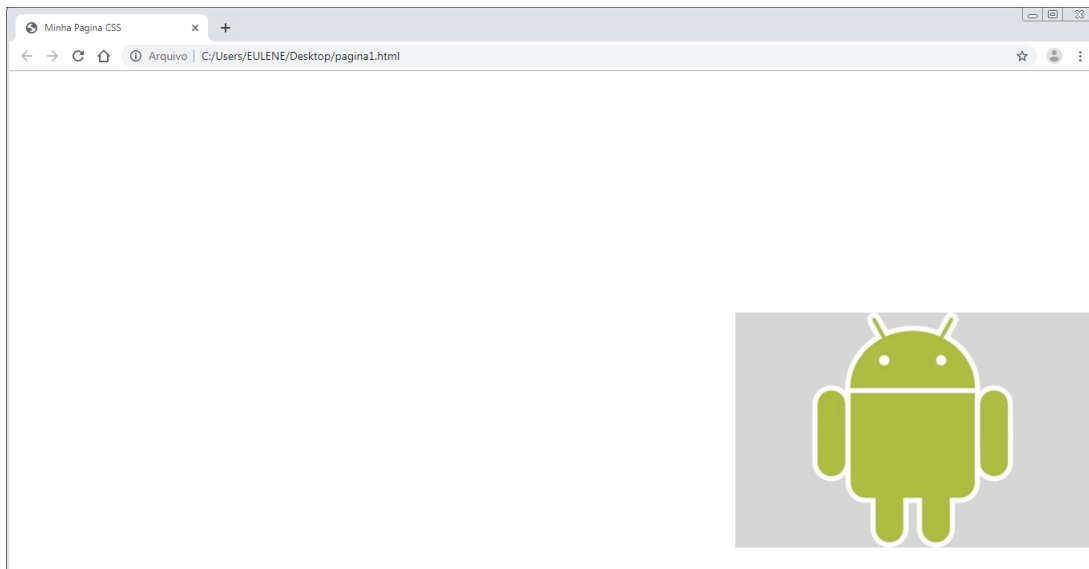 Minha Pagina CSS
Arquivo | C:/Users/EULENE/Desktop/pagina1.html